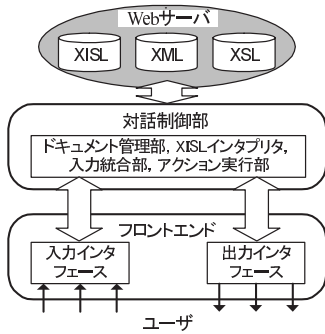 Webサーバ
XISL
XML
XSL
対話制御部
ドキュメント管理部, XISLインタプリタ,
入力統合部, アクション実行部
フロントエンド
入力インタ
フェース
出力インタ
フェース
ユーザ